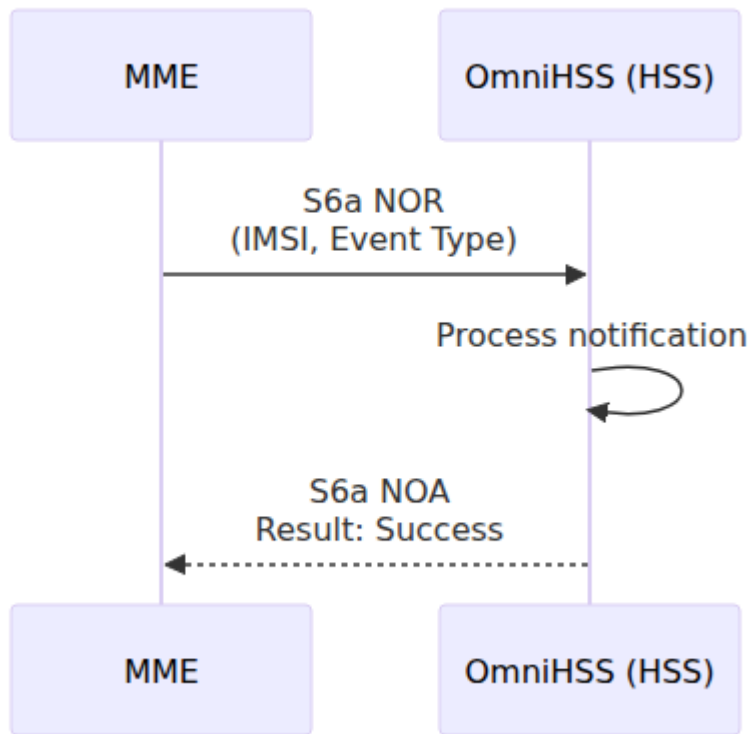 MME
OmniHSS (HSS)
S6a NOR
(IMSI, Event Type)
Process notification
S6a NOA
Result: Success
MME
OmniHSS (HSS)